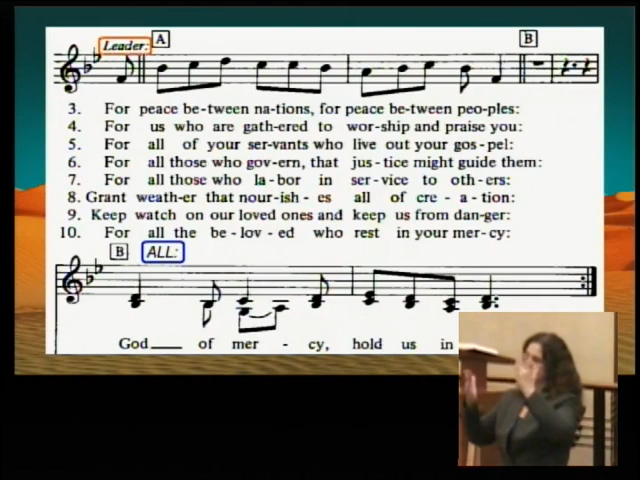 Leader: A B
3. For peace be-tween na-tions, for peace be-tween peo-ples:
4. For us who are gath-ered to wor-ship and praise you:
5. For all of your ser-vants who live out your gos-pel:
6. For all those who gov-ern, that jus-tice might guide them:
7. For all those who la-bor in ser-vice to oth-ers:
8. Grant weath-er that nour-ish-es all of cre-a-tion:
9. Keep watch on our loved ones and keep us from dan-ger:
10. For all the be-lov-ed who rest in your mer-cy:
B ALL:
God___ of mer-cy, hold us in